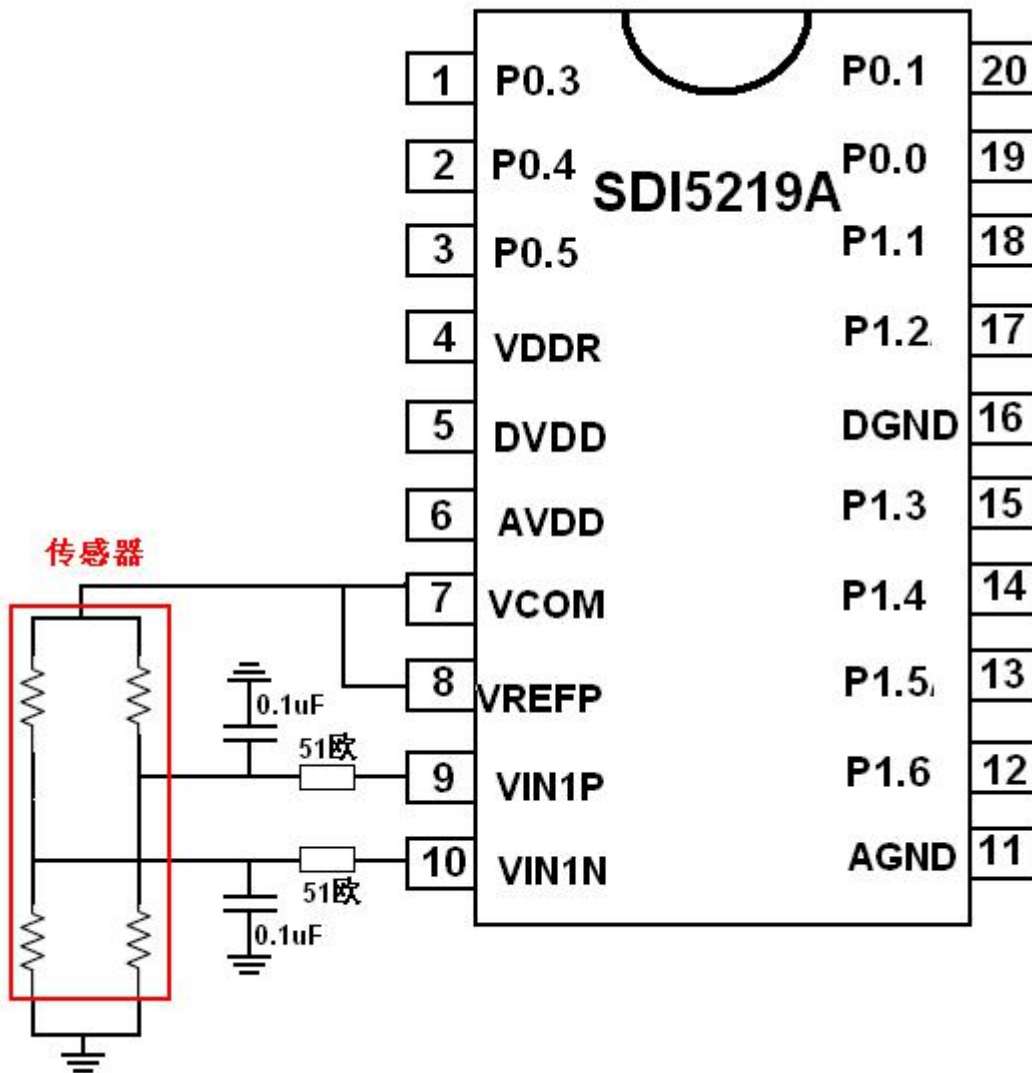 SDI5219A
1 P0.3
2 P0.4
3 P0.5
4 VDDR
5 DVDD
6 AVDD
7 VCOM
8 VREFP
9 VIN1P
10 VIN1N
P0.1 20
P0.0 19
P1.1 18
P1.2 17
DGND 16
P1.3 15
P1.4 14
P1.5 13
P1.6 12
AGND 11
传感器
0.1uF
51欧
51欧
0.1uF